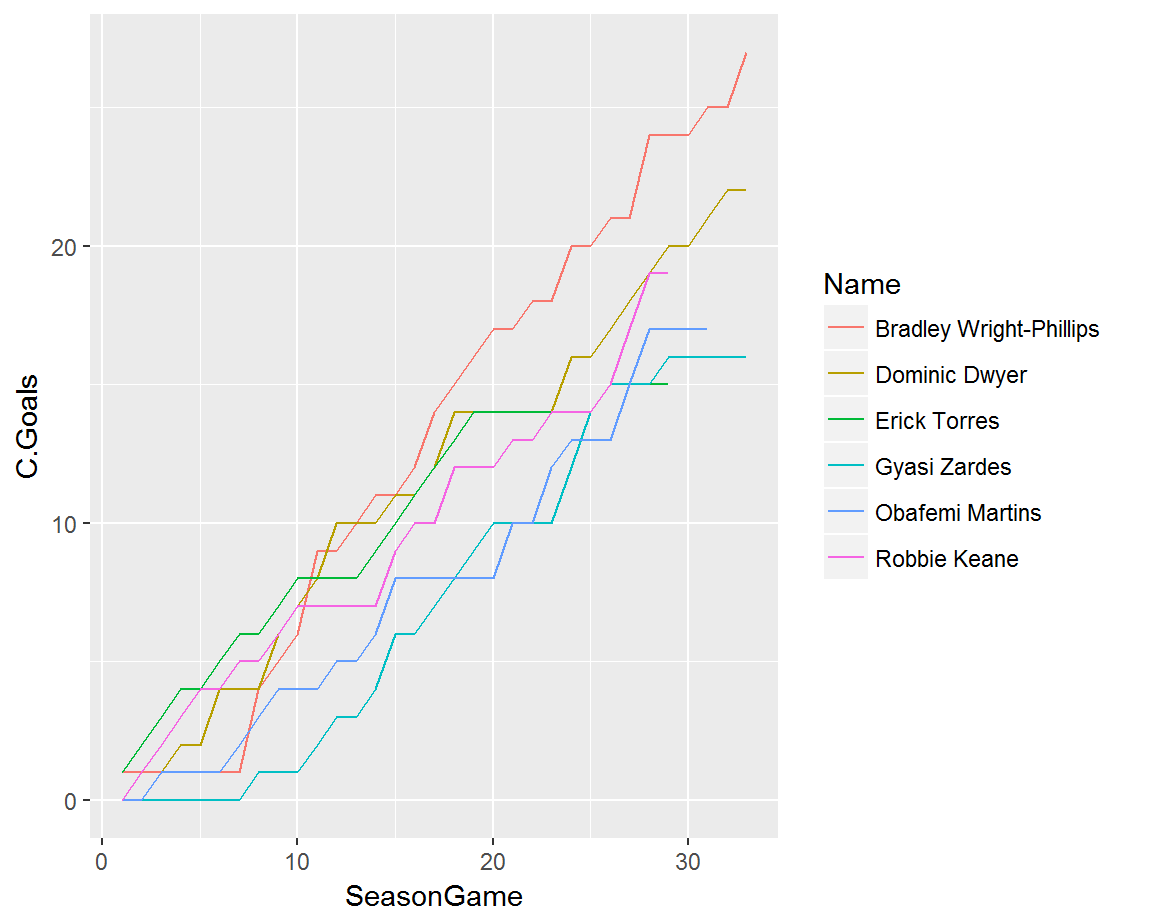 C.Goals
20
10
0
0
10
20
30
SeasonGame
Name
Bradley Wright-Phillips
Dominic Dwyer
Erick Torres
Gyasi Zardes
Obafemi Martins
Robbie Keane